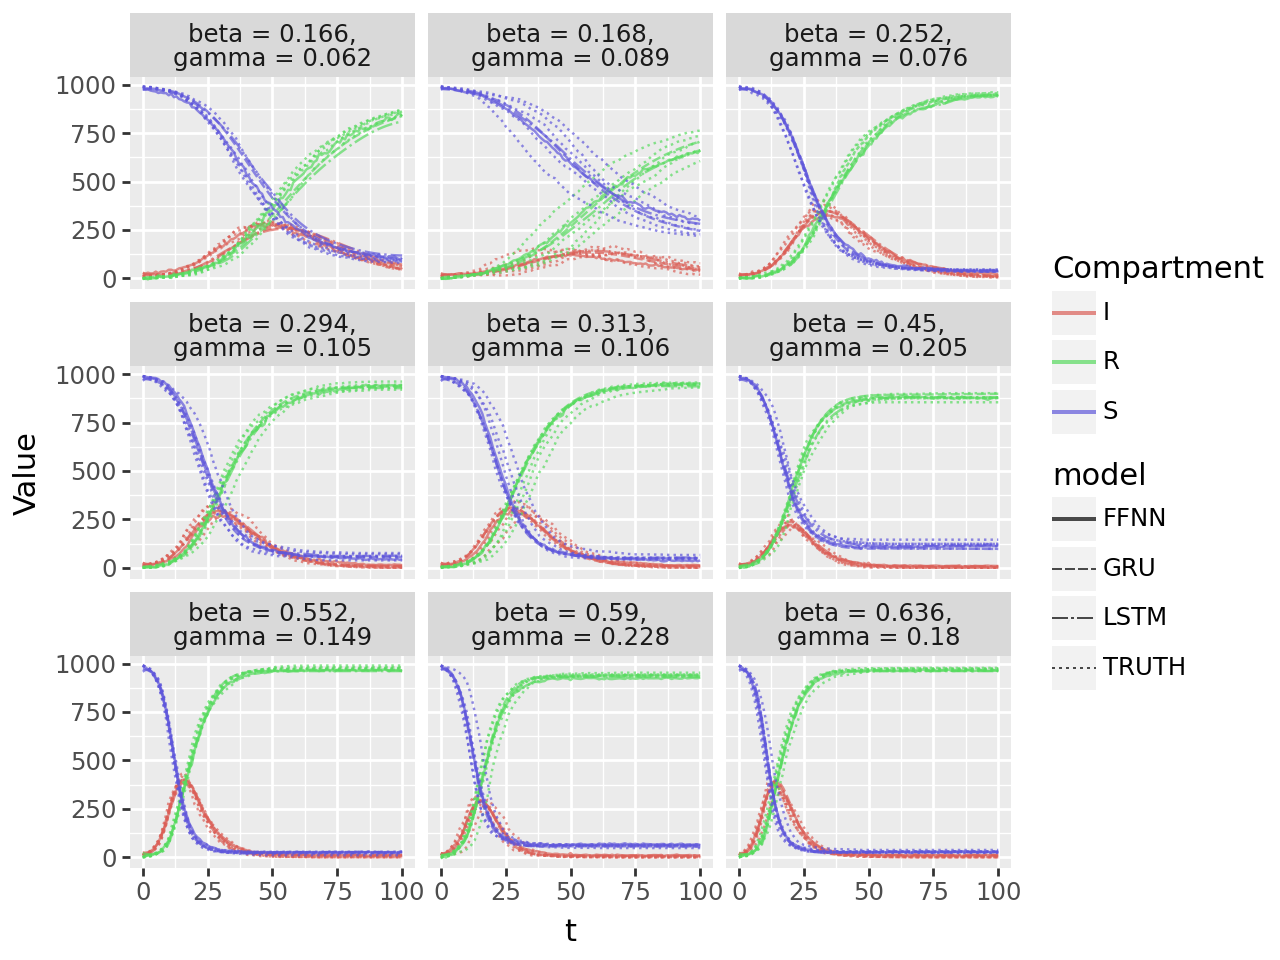 beta = 0.166,
gamma = 0.062
beta = 0.168,
gamma = 0.089
beta = 0.252,
gamma = 0.076
1000
750
500
250
0
beta = 0.294,
gamma = 0.105
beta = 0.313,
gamma = 0.106
beta = 0.45,
gamma = 0.205
1000
750
500
250
0
beta = 0.552,
gamma = 0.149
beta = 0.59,
gamma = 0.228
beta = 0.636,
gamma = 0.18
1000
750
500
250
0
0 25 50 75 100
0 25 50 75 100
0 25 50 75 100
t
Value
Compartment
I
R
S
model
FFNN
GRU
LSTM
TRUTH